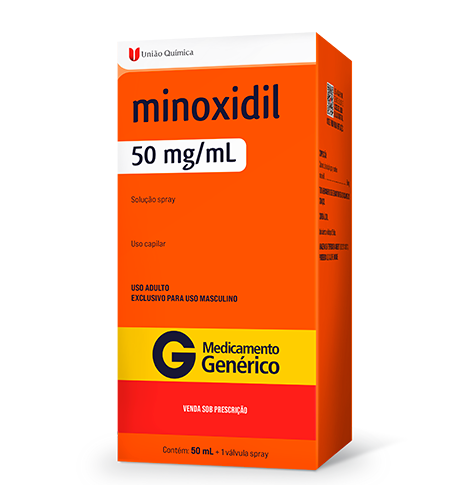 União Química
minoxidil
50 mg/mL
Solução spray
Uso capilar
USO ADULTO
EXCLUSIVO PARA USO MASCULINO
G Medicamento
Genérico
VENDA SOB PRESCRIÇÃO
Contém: 50 mL + 1 válvula spray